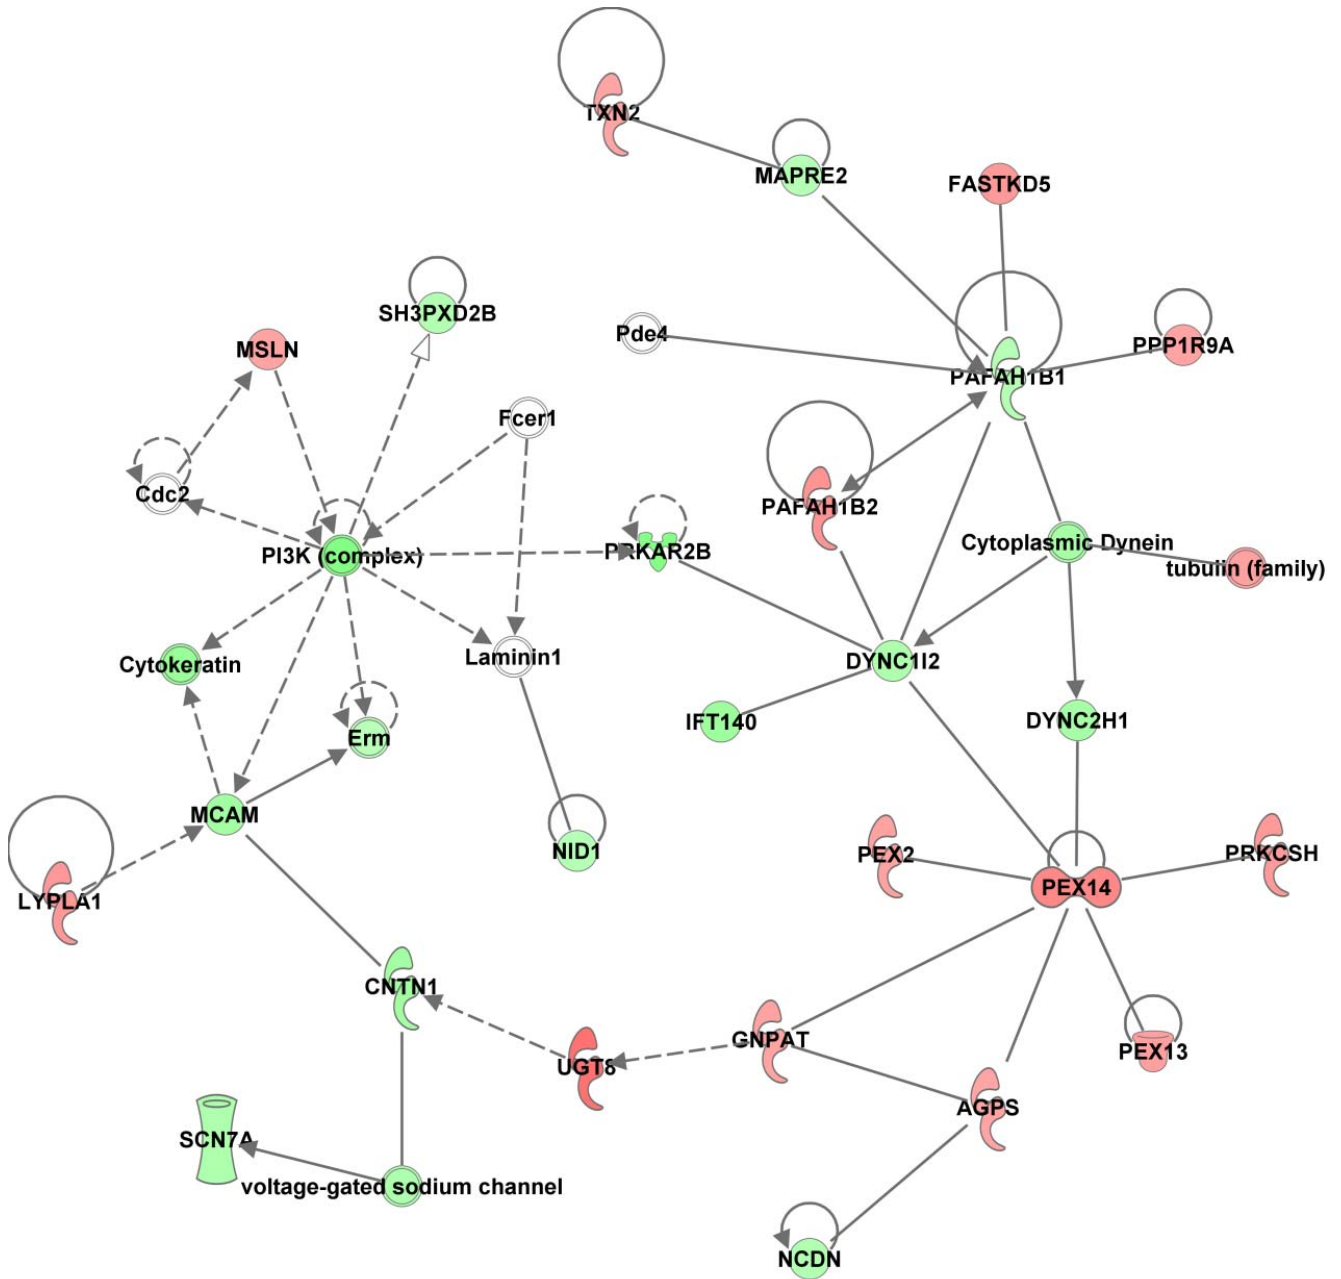 TXN2
MAPRE2
FASTKD5
SH3PXD2B
Pde4
MSLN
PPP1R9A
PAFAH1B1
Fcer1
Cdc2
PAFAH1B2
PI3K (complex)
PRKAR2B
Cytoplasmic Dynein
tubulin (family)
Cytokeratin
Laminin1
DYNC1I2
IFT140
DYNC2H1
Erm
MCAM
NID1
PEX2
PRKCSH
PEX14
LYPLA1
CNTN1
GNPAT
PEX13
UGT8
AGPS
SCN7A
voltage-gated sodium channel
NCDN